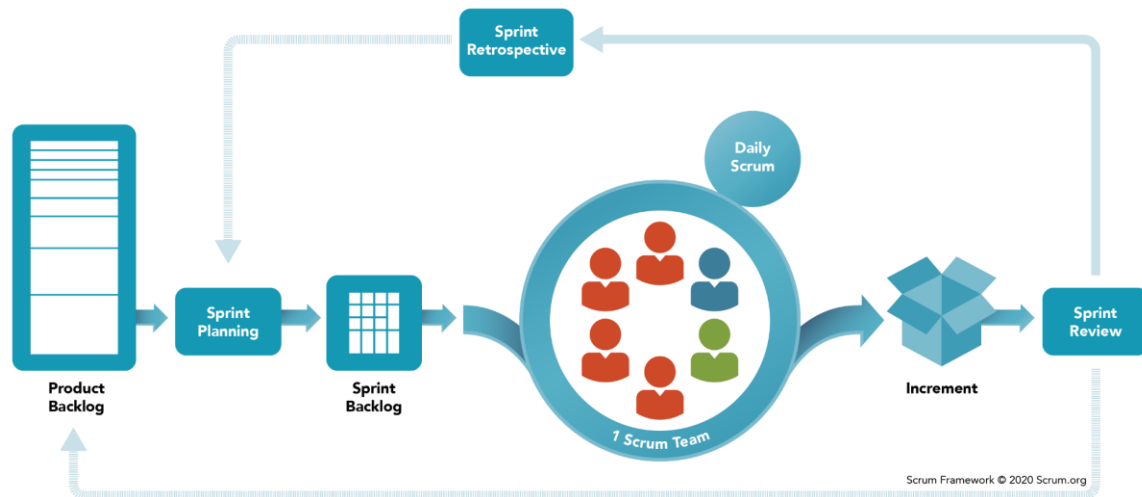 Sprint
Retrospective
Daily
Scrum
Sprint
Planning
Sprint
Review
Product
Backlog
Sprint
Backlog
Increment
1 Scrum Team
Scrum Framework © 2020 Scrum.org